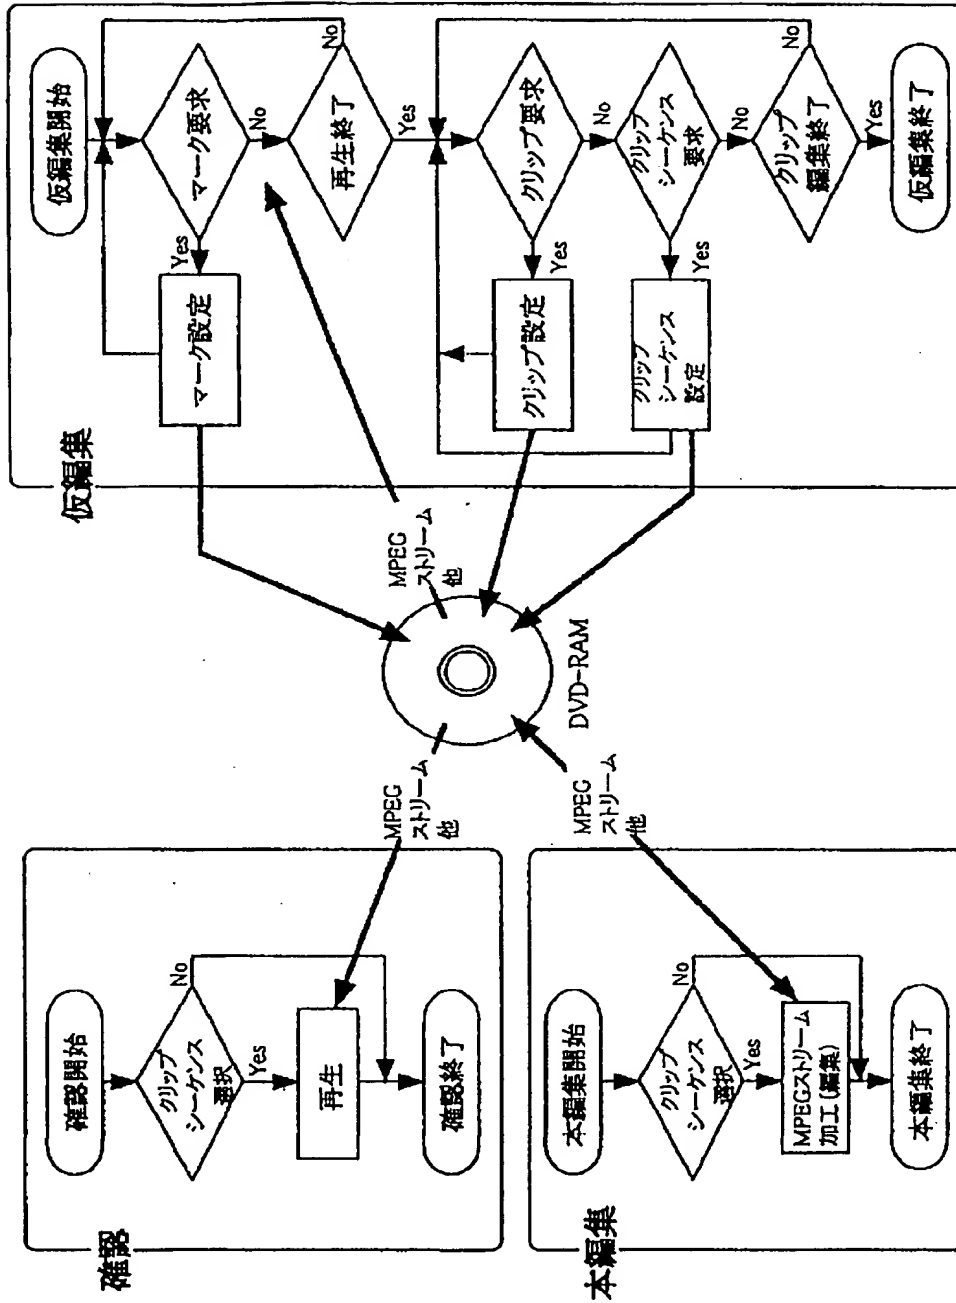 仮編集
仮編集開始
マーク要求
Yes
No
マーク設定
再生終了
No
Yes
クリップ要求
Yes
No
クリップ設定
クリップ
シーケンス
要求
Yes
No
クリップ
シーケンス
設定
クリップ
編集終了
No
Yes
仮編集終了
MPEG
ストリーム
他
DVD-RAM
MPEG
ストリーム
他
MPEG
ストリーム
他
確認
確認開始
クリップ
シーケンス
選択
No
Yes
再生
確認終了
本編集
本編集開始
クリップ
シーケンス
選択
No
Yes
MPEGストリーム
加工(編集)
本編集終了